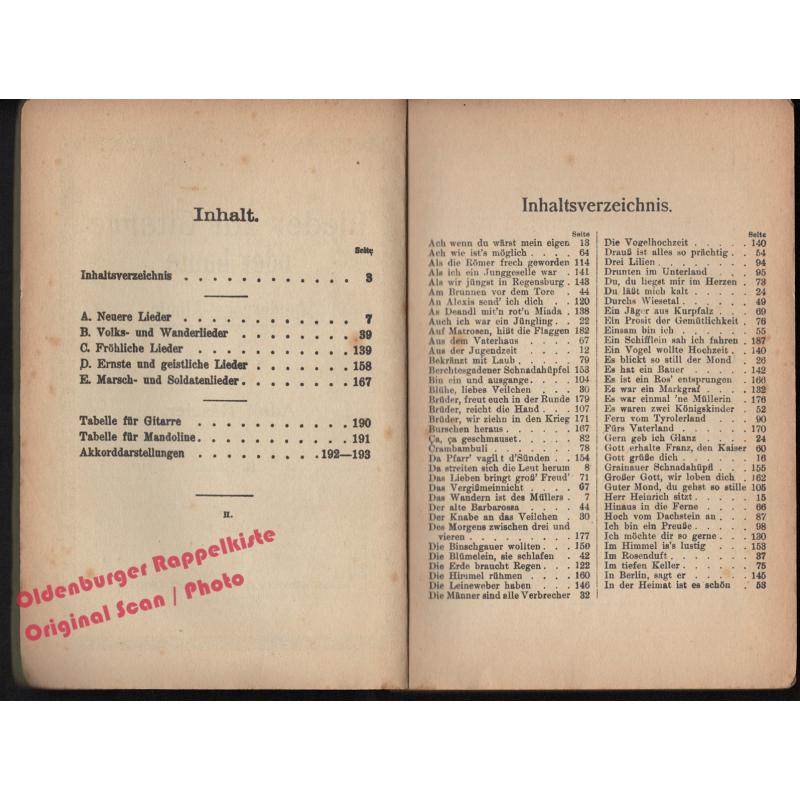 Inhalt.
Seite
Inhaltsverzeichnis . . . . . . . . . . . . 3
A. Neuere Lieder . . . . . . . . . . . . 7
B. Volks- und Wanderlieder . . . . . . . . 39
C. Fröhliche Lieder . . . . . . . . . . . 139
D. Ernste und geistliche Lieder . . . . . . . 158
E. Marsch- und Soldatenlieder. . . . . . . . 167
Tabelle für Gitarre . . . . . . . . . . . 190
Tabelle für Mandoline. . . . . . . . . . . 191
Akkorddarstellungen . . . . . . . . . 192—193
II.
Oldenburger Rappelkiste
Original Scan / Photo
Inhaltsverzeichnis.
Seite
Ach wenn du wärst mein eigen 13
Ach wie ist's möglich . . . . 64
Als die Römer frech geworden 114
Als ich ein Junggeselle war . 141
Als wir jüngst in Regensburg . 143
Am Brunnen vor dem Tore . 44
An Alexis send' ich dich . . . 120
As Deandl mit'n rot'n Miada . 138
Auch ich war ein Jüngling . . 22
Auf Matrosen, hißt die Flaggen 182
Aus dem Vaterhaus . . . . 67
Aus der Jugendzeit . . . . 12
Bekränzt mit Laub . . . . . 79
Berchtesgadener Schnadahüpfel 153
Bin ein und ausgange. . . . 104
Blühe, liebes Veilchen . . . 30
Brüder, freut euch in der Runde 179
Brüder, reicht die Hand . . . 107
Brüder, wir ziehn in den Krieg 171
Burschen heraus . . . . . 167
Ça, ça geschmauset. . . . . 82
Crambambuli . . . . . . 78
Da Pfarr' vagilt d'Sünden . . 154
Da streiten sich die Leut herum 8
Das Lieben bringt groß' Freud' 71
Das Vergißmeinnicht . . . . 67
Das Wandern ist des Müllers . 7
Der alte Barbarossa . . . . 44
Der Knabe an das Veilchen . 30
Des Morgens zwischen drei und
vieren . . . . . . . . 177
Die Binschgauer wollten . . . 150
Die Blümelein, sie schlafen . 42
Die Erde braucht Regen . . . 122
Die Himmel rühmen . . . . 160
Die Leineweber haben . . . 146
Die Männer sind alle Verbrecher 32
Seite
Die Vogelhochzeit . . . . . 140
Drauß ist alles so prächtig . . 54
Drei Lilien . . . . . . . 94
Drunten im Unterland . . . 95
Du, du liegst mir im Herzen . 73
Du läßt mich kalt . . . . . 24
Durchs Wiesetal . . . . . 49
Ein Jäger aus Kurpfalz . . . 69
Ein Prosit der Gemütlichkeit . 76
Einsam bin ich . . . . . . 55
Ein Schifflein sah ich fahren . 187
Ein Vogel wollte Hochzeit . . 140
Es blickt so still der Mond . 26
Es hat ein Bauer . . . . . 142
Es ist ein Ros' entsprungen . 166
Es war ein Markgraf . . . . 132
Es war einmal 'ne Müllerin . 176
Es waren zwei Königskinder . 52
Fern vom Tyrolerland . . . 90
Fürs Vaterland . . . . . . 170
Gern geb ich Glanz . . . . 24
Gott erhalte Franz, den Kaiser 60
Gott grüße dich . . . . . 16
Grainauer Schnadahüpfl . . . 155
Großer Gott, wir loben dich . 162
Guter Mond, du gehst so stille 105
Herr Heinrich sitzt . . . . 15
Hinaus in die Ferne . . . . 66
Hoch vom Dachstein an . . . 87
Ich bin ein Preuße. . . . . 98
Ich möchte dir so gerne . . . 130
Im Himmel is's lustig . . . 153
Im Rosenduft . . . . . . 37
Im tiefen Keller. . . . . . 75
In Berlin, sagt er . . . . . 145
In der Heimat ist es schön . 53